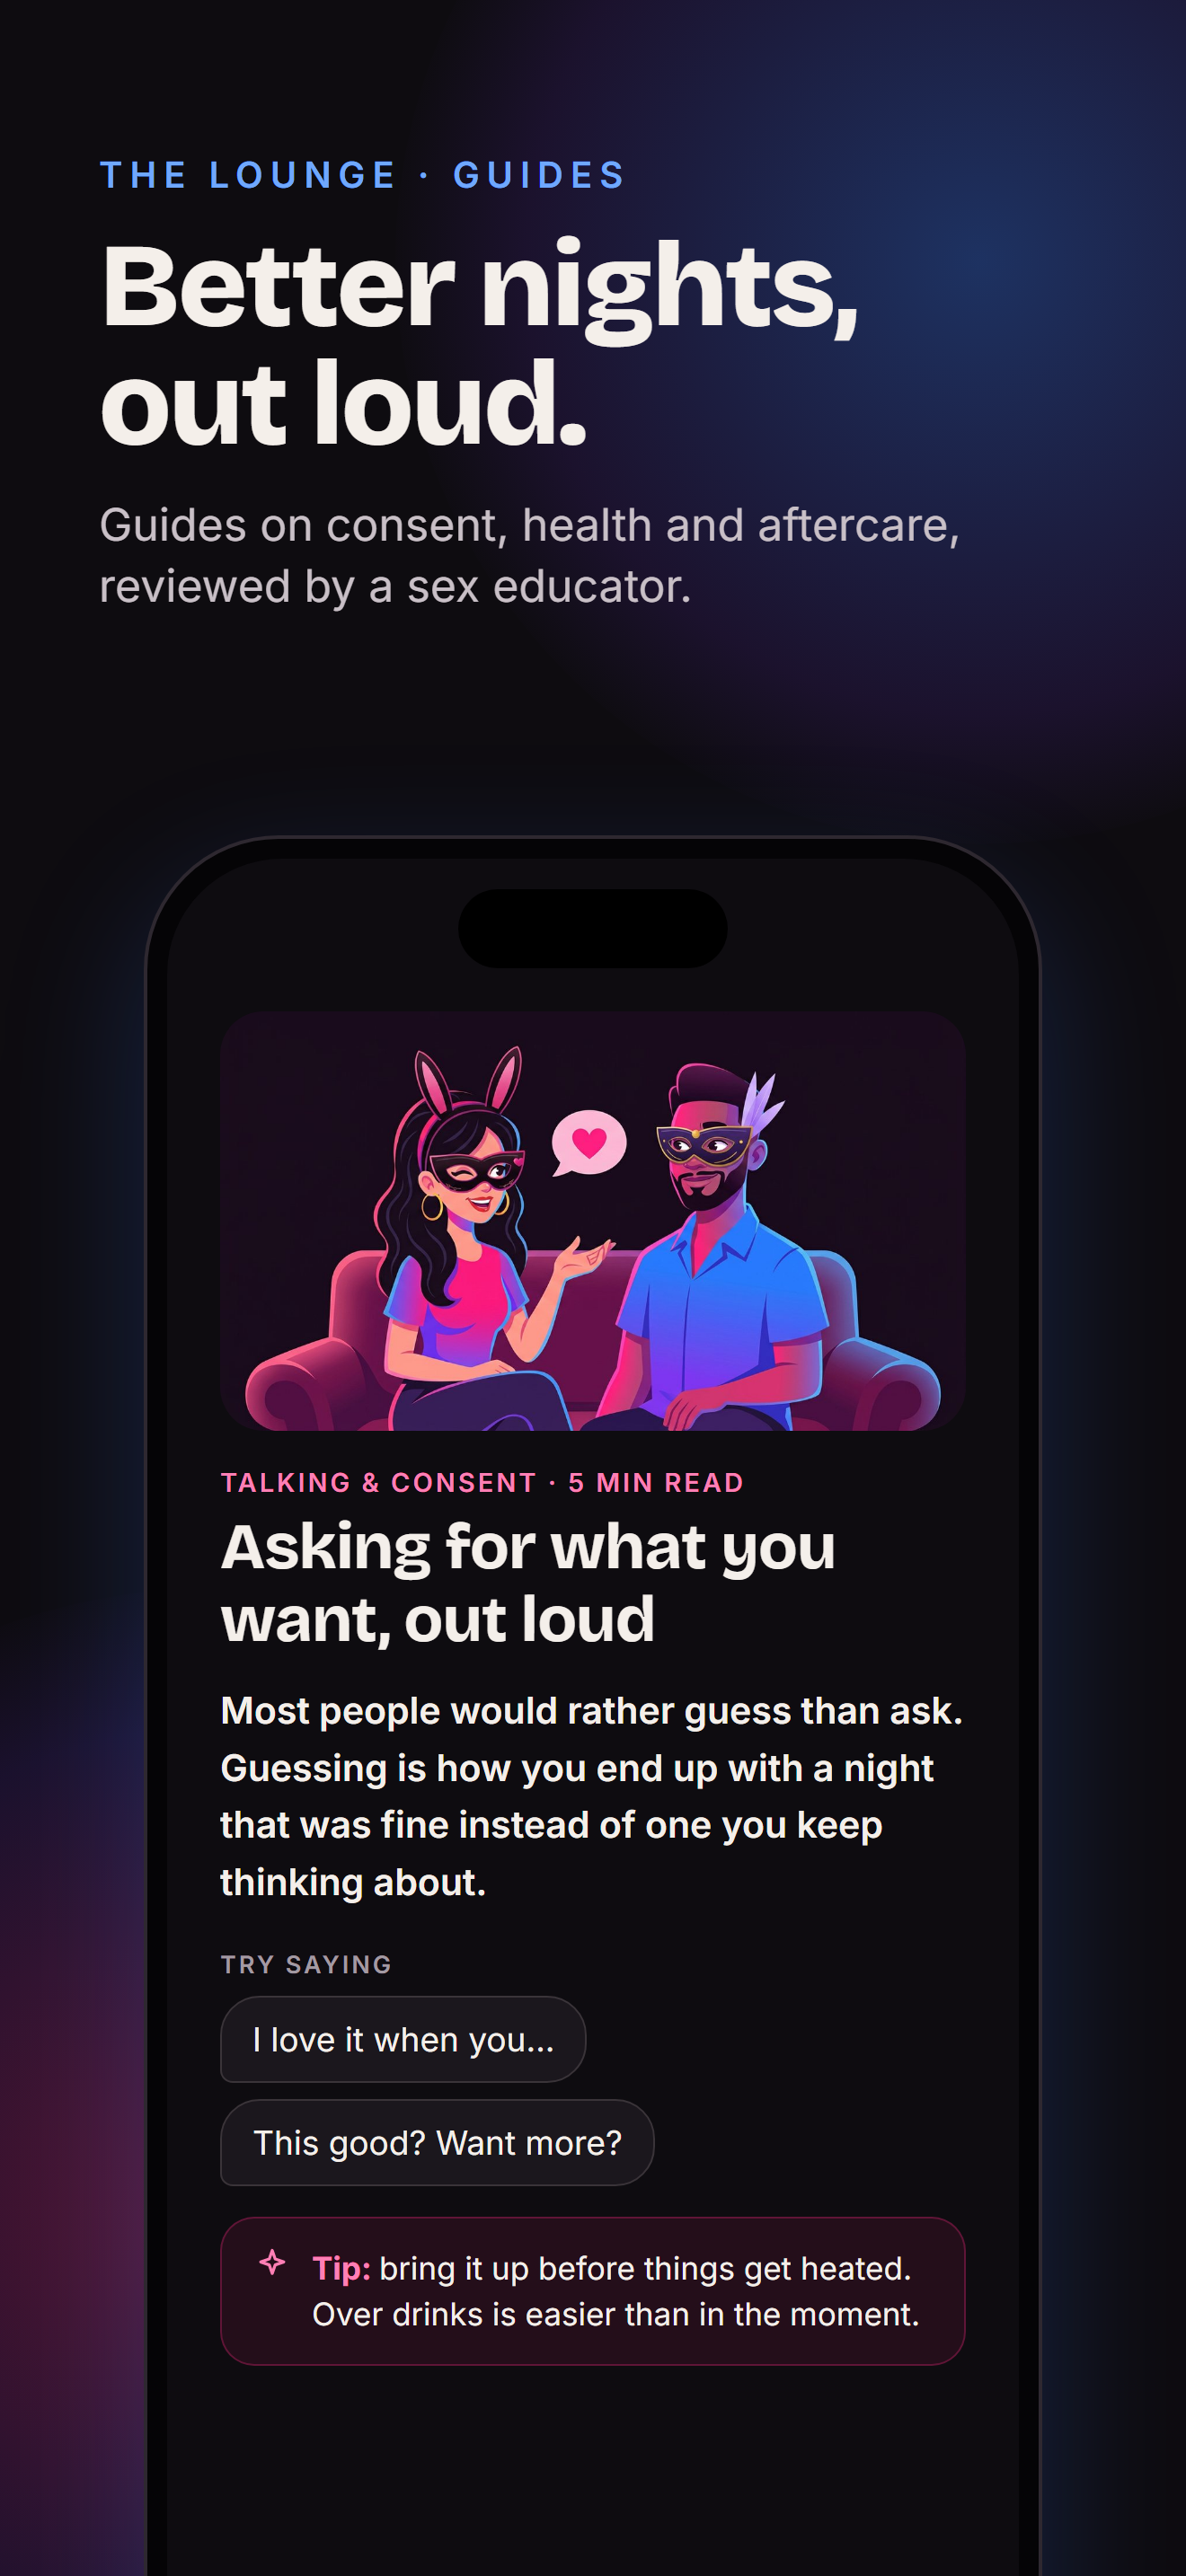 THE LOUNGE · GUIDES
Better nights,
out loud.
Guides on consent, health and aftercare,
reviewed by a sex educator.
TALKING & CONSENT · 5 MIN READ
Asking for what you
want, out loud
Most people would rather guess than ask.
Guessing is how you end up with a night
that was fine instead of one you keep
thinking about.
TRY SAYING
I love it when you...
This good? Want more?
Tip: bring it up before things get heated.
Over drinks is easier than in the moment.